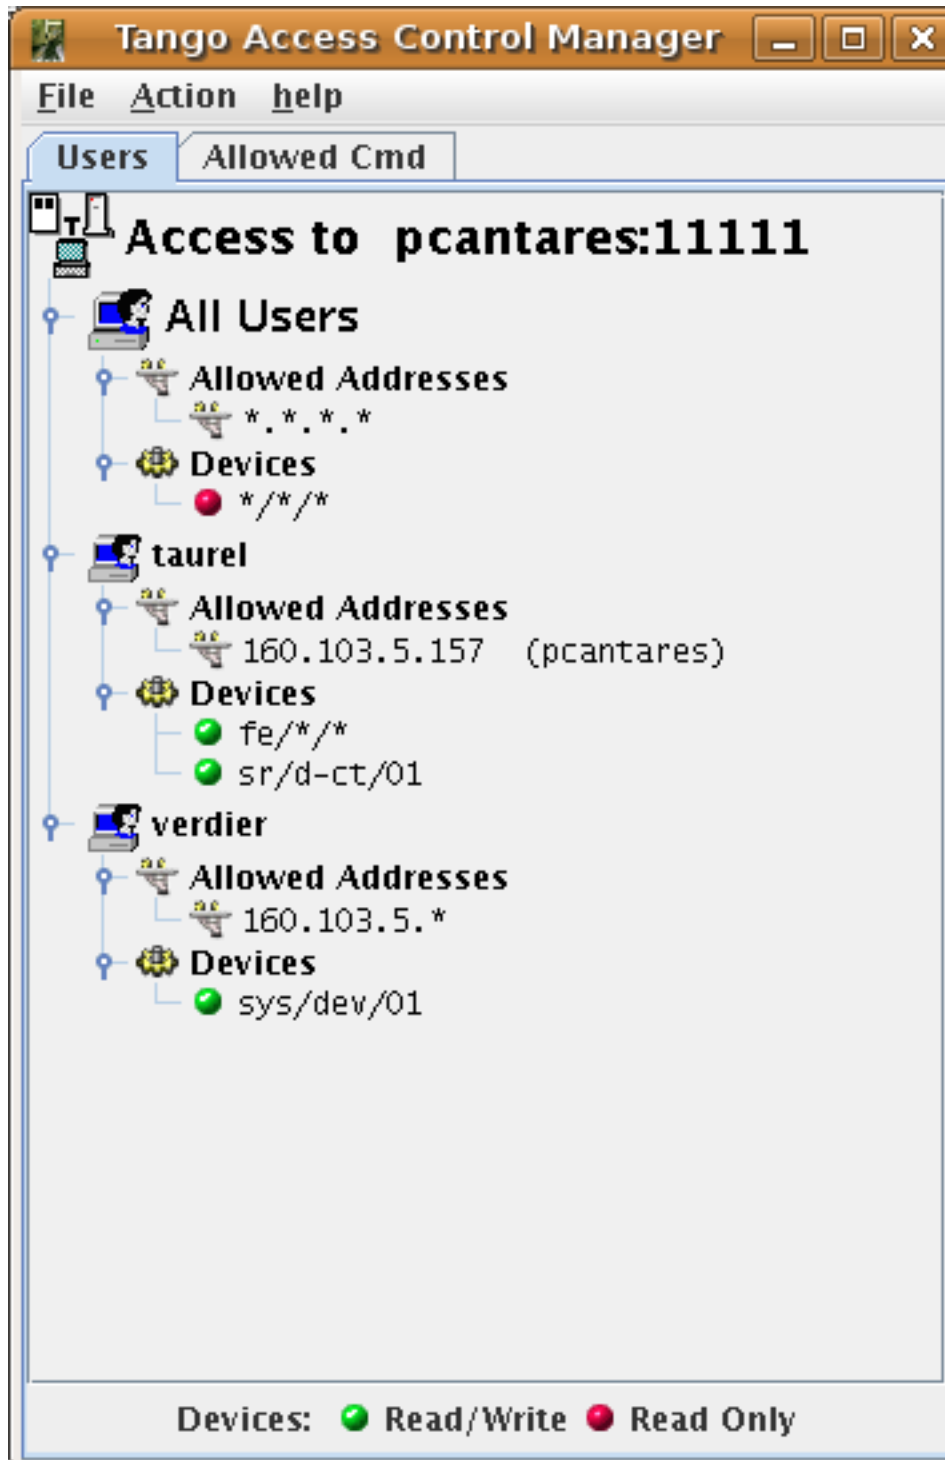 Tango Access Control Manager
File Action help
Users Allowed Cmd
Access to pcantares:11111
All Users
Allowed Addresses
*.*.*.*
Devices
*/*/*
taurel
Allowed Addresses
160.103.5.157 (pcantares)
Devices
fe/*/*
sr/d-ct/01
verdier
Allowed Addresses
160.103.5.*
Devices
sys/dev/01
Devices: Read/Write Read Only